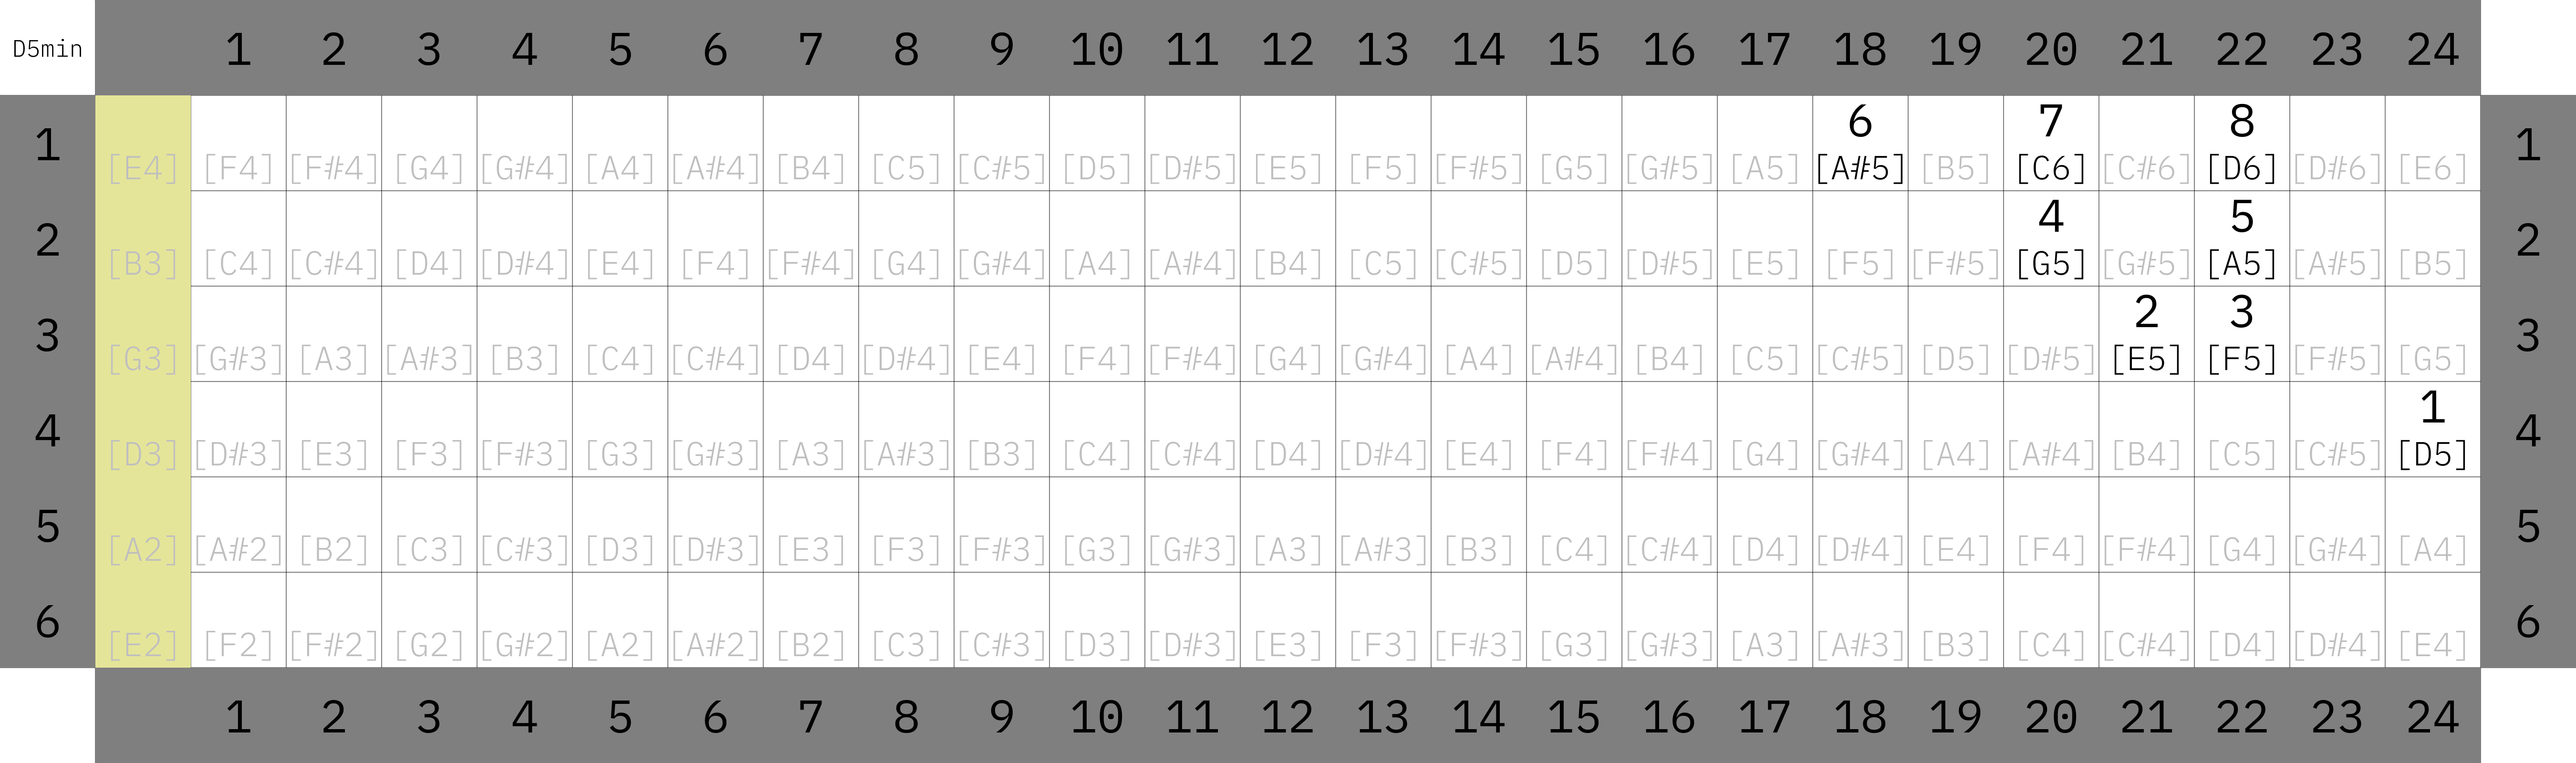 D5min 1 2 3 4 5 6 7 8 9 10 11 12 13 14 15 16 17 18 19 20 21 22 23 24
6 7 8
1 [E4] [F4] [F#4] [G4] [G#4] [A4] [A#4] [B4] [C5] [C#5] [D5] [D#5] [E5] [F5] [F#5] [G5] [G#5] [A5] [A#5] [B5] [C6] [C#6] [D6] [D#6] [E6] 1
4 5
2 [B3] [C4] [C#4] [D4] [D#4] [E4] [F4] [F#4] [G4] [G#4] [A4] [A#4] [B4] [C5] [C#5] [D5] [D#5] [E5] [F5] [F#5] [G5] [G#5] [A5] [A#5] [B5] 2
2 3
3 [G3] [G#3] [A3] [A#3] [B3] [C4] [C#4] [D4] [D#4] [E4] [F4] [F#4] [G4] [G#4] [A4] [A#4] [B4] [C5] [C#5] [D5] [D#5] [E5] [F5] [F#5] [G5] 3
1
4 [D3] [D#3] [E3] [F3] [F#3] [G3] [G#3] [A3] [A#3] [B3] [C4] [C#4] [D4] [D#4] [E4] [F4] [F#4] [G4] [G#4] [A4] [A#4] [B4] [C5] [C#5] [D5] 4
5 [A2] [A#2] [B2] [C3] [C#3] [D3] [D#3] [E3] [F3] [F#3] [G3] [G#3] [A3] [A#3] [B3] [C4] [C#4] [D4] [D#4] [E4] [F4] [F#4] [G4] [G#4] [A4] 5
6 [E2] [F2] [F#2] [G2] [G#2] [A2] [A#2] [B2] [C3] [C#3] [D3] [D#3] [E3] [F3] [F#3] [G3] [G#3] [A3] [A#3] [B3] [C4] [C#4] [D4] [D#4] [E4] 6
1 2 3 4 5 6 7 8 9 10 11 12 13 14 15 16 17 18 19 20 21 22 23 24